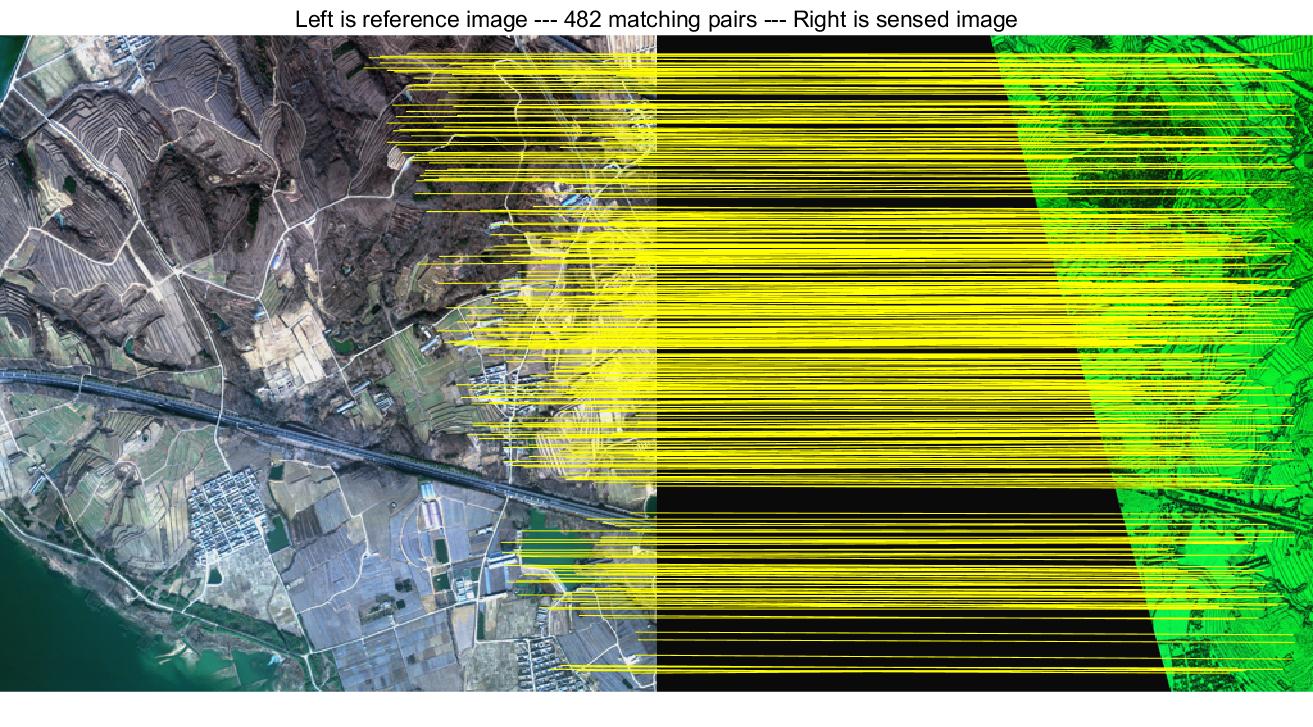 Left is reference image --- 482 matching pairs --- Right is sensed image